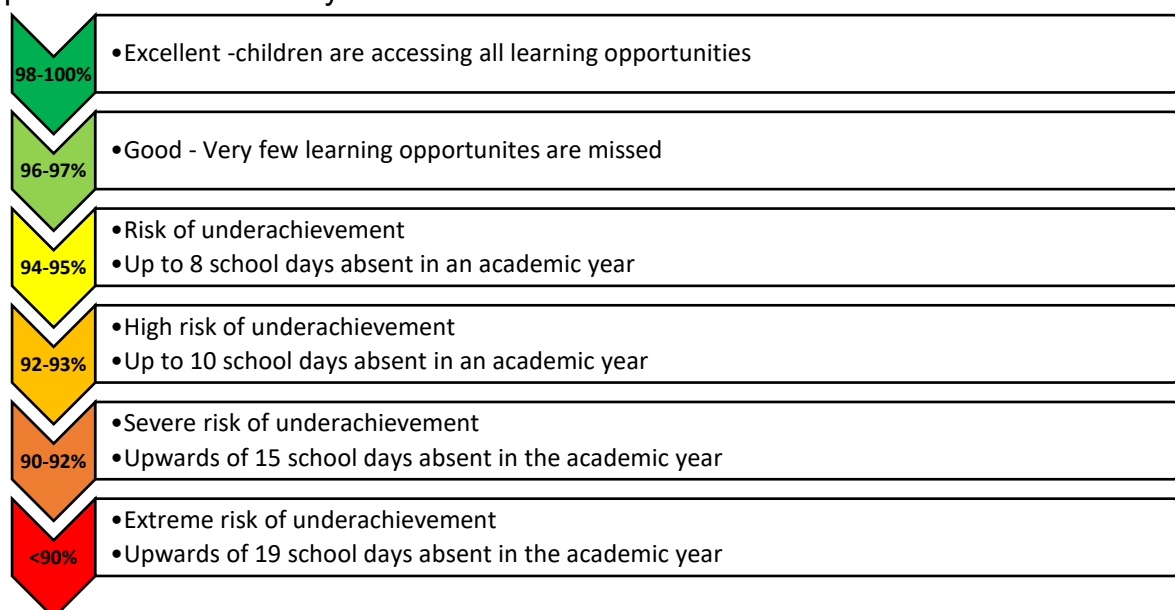 98-100%
•Excellent -children are accessing all learning opportunities
96-97%
•Good - Very few learning opportunites are missed
94-95%
•Risk of underachievement
•Up to 8 school days absent in an academic year
92-93%
•High risk of underachievement
•Up to 10 school days absent in an academic year
90-92%
•Severe risk of underachievement
•Upwards of 15 school days absent in the academic year
<90%
•Extreme risk of underachievement
•Upwards of 19 school days absent in the academic year